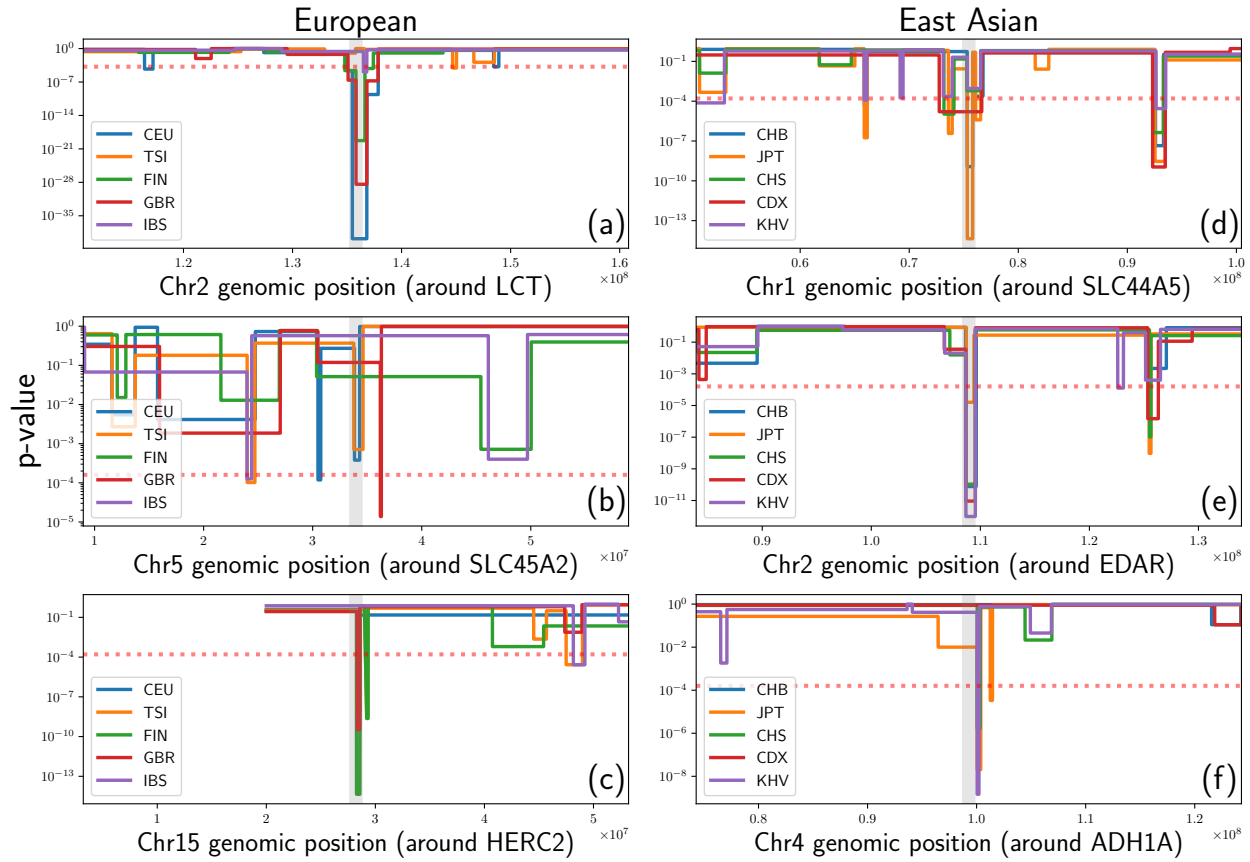 European
East Asian
10^0
10^-7
10^-14
10^-21
10^-28
10^-35
CEU
TSI
FIN
GBR
IBS
(a)
1.2 1.3 1.4 1.5 1.6
×10^8
Chr2 genomic position (around LCT)
10^-1
10^-4
10^-7
10^-10
10^-13
CHB
JPT
CHS
CDX
KHV
(d)
0.6 0.7 0.8 0.9 1.0
×10^8
Chr1 genomic position (around SLC44A5)
p-value
10^0
10^-1
10^-2
10^-3
10^-4
10^-5
CEU
TSI
FIN
GBR
IBS
(b)
1 2 3 4 5
×10^7
Chr5 genomic position (around SLC45A2)
10^-1
10^-3
10^-5
10^-7
10^-9
10^-11
CHB
JPT
CHS
CDX
KHV
(e)
0.9 1.0 1.1 1.2 1.3
×10^8
Chr2 genomic position (around EDAR)
10^-1
10^-4
10^-7
10^-10
10^-13
CEU
TSI
FIN
GBR
IBS
(c)
1 2 3 4 5
×10^7
Chr15 genomic position (around HERC2)
10^0
10^-2
10^-4
10^-6
10^-8
CHB
JPT
CHS
CDX
KHV
(f)
0.8 0.9 1.0 1.1 1.2
×10^8
Chr4 genomic position (around ADH1A)